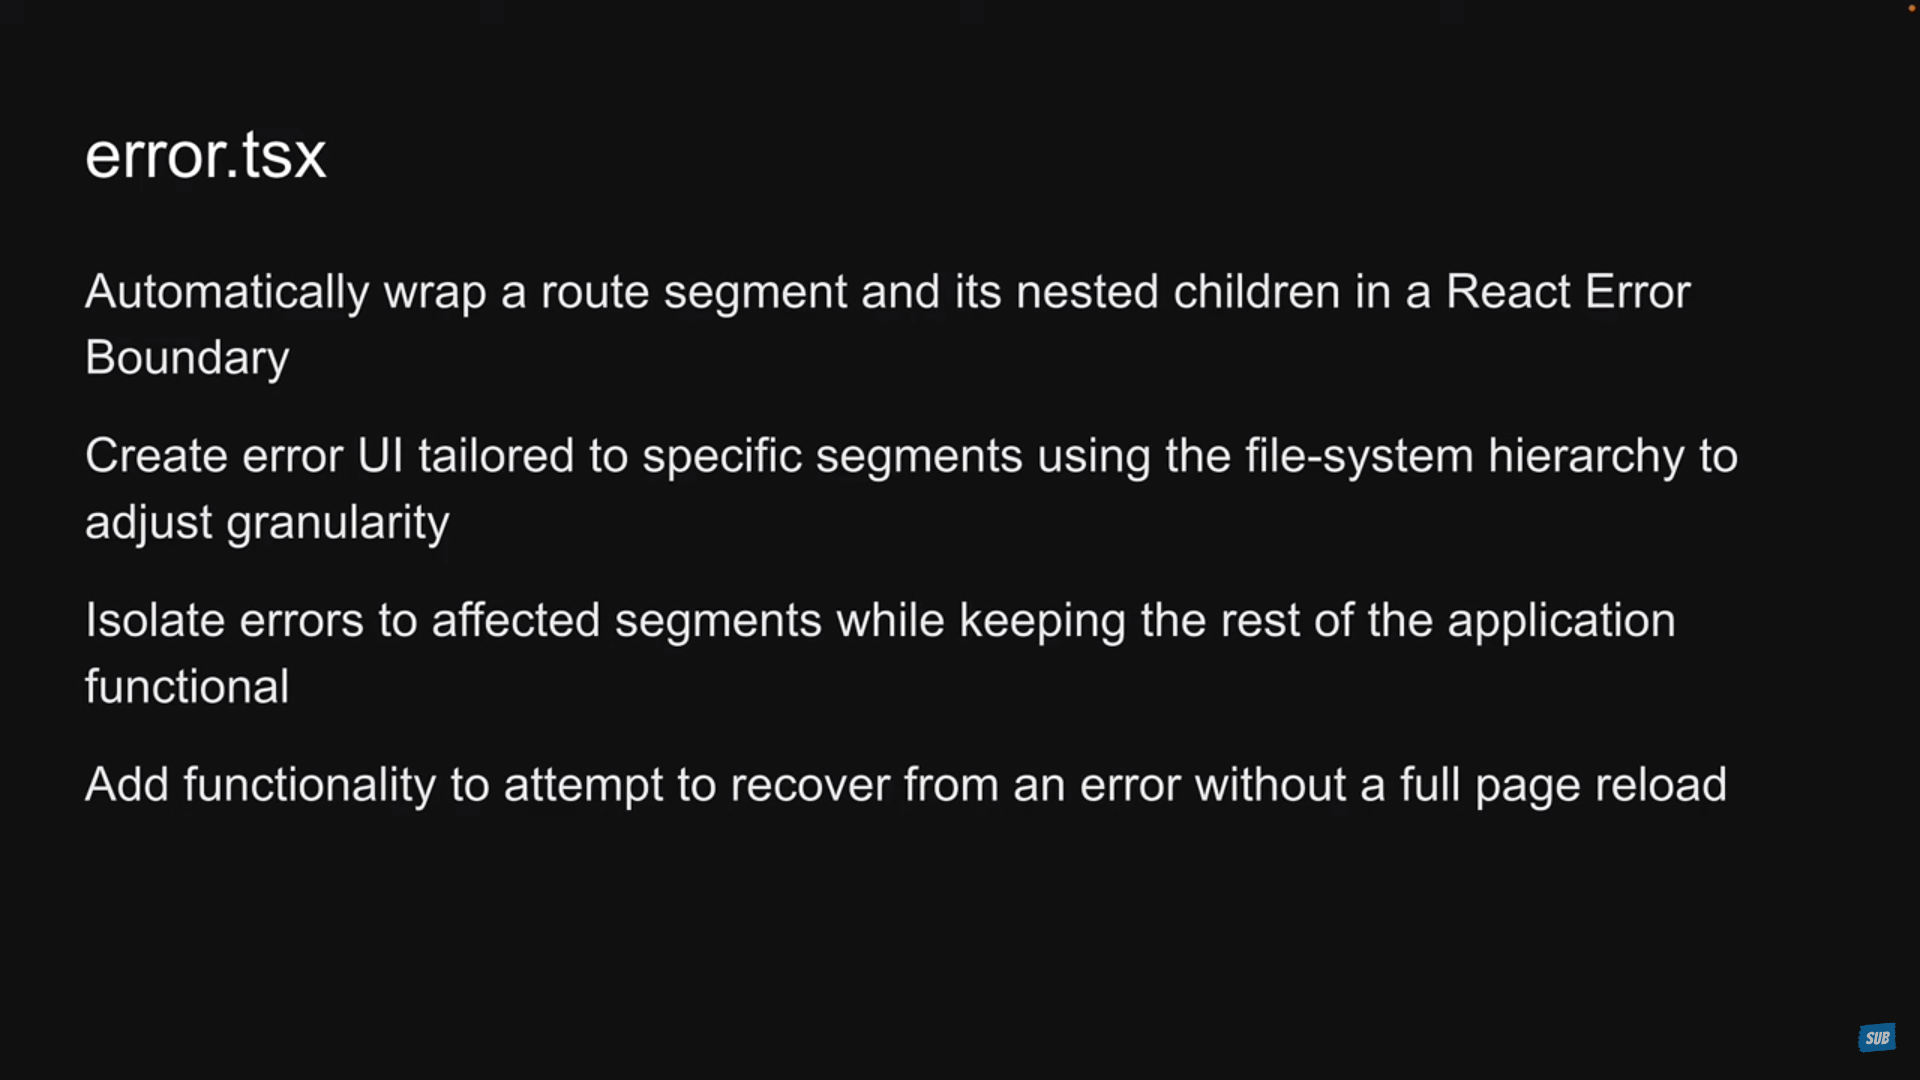 error.tsx
Automatically wrap a route segment and its nested children in a React Error
Boundary
Create error UI tailored to specific segments using the file-system hierarchy to
adjust granularity
Isolate errors to affected segments while keeping the rest of the application
functional
Add functionality to attempt to recover from an error without a full page reload
SUB